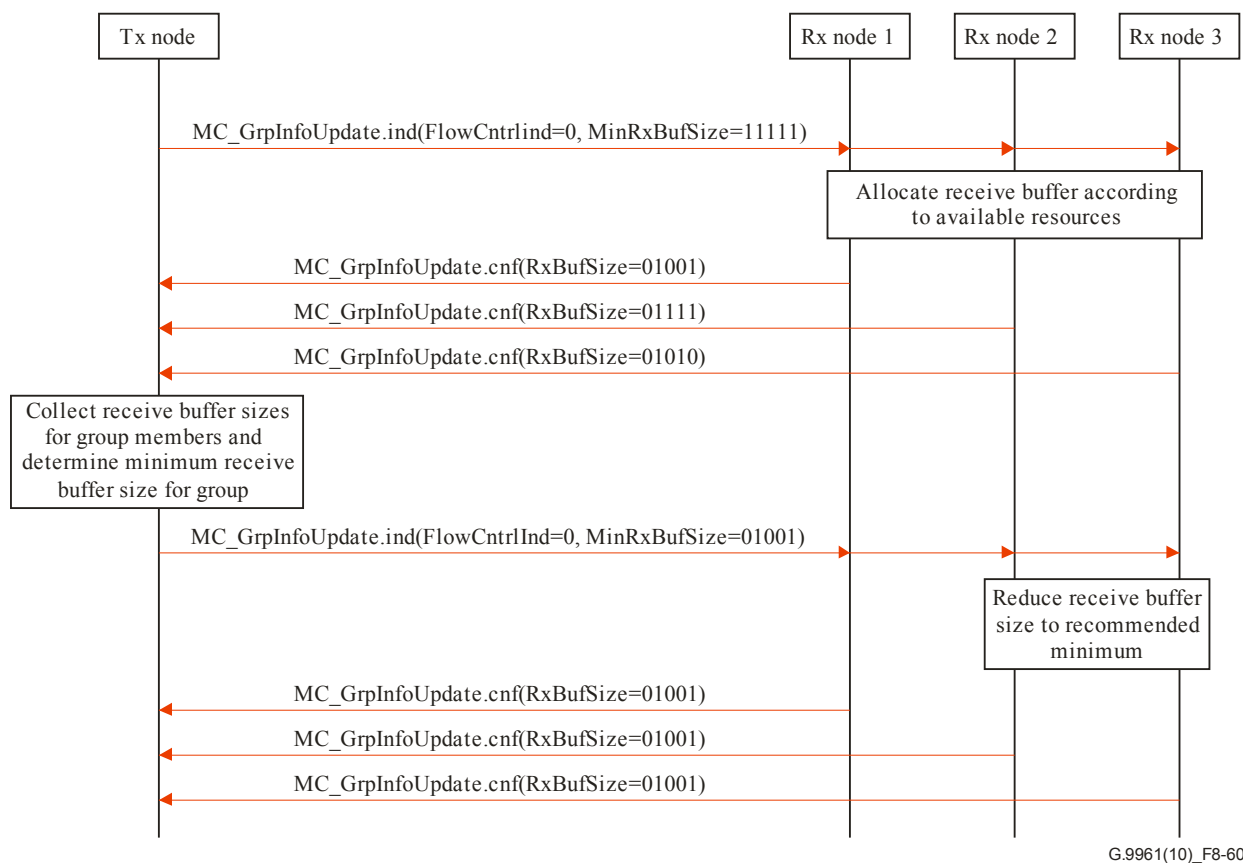 Tx node
Rx node 1
Rx node 2
Rx node 3
MC_GrpInfoUpdate.ind(FlowCntrlind=0, MinRxBufSize=11111)
Allocate receive buffer according
to available resources
MC_GrpInfoUpdate.cnf(RxBufSize=01001)
MC_GrpInfoUpdate.cnf(RxBufSize=01111)
MC_GrpInfoUpdate.cnf(RxBufSize=01010)
Collect receive buffer sizes
for group members and
determine minimum receive
buffer size for group
MC_GrpInfoUpdate.ind(FlowCntrlInd=0, MinRxBufSize=01001)
Reduce receive buffer
size to recommended
minimum
MC_GrpInfoUpdate.cnf(RxBufSize=01001)
MC_GrpInfoUpdate.cnf(RxBufSize=01001)
MC_GrpInfoUpdate.cnf(RxBufSize=01001)
G.9961(10)_F8-60